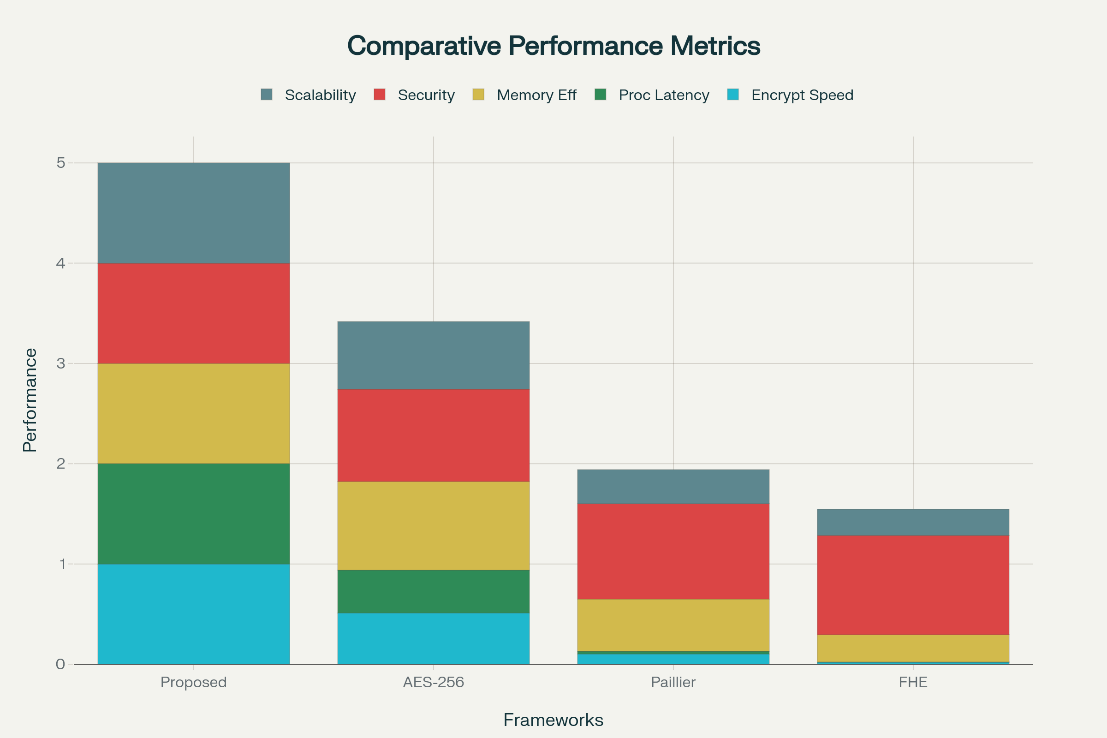 Comparative Performance Metrics
Scalability Security Memory Eff Proc Latency Encrypt Speed
Performance
5
4
3
2
1
0
Proposed AES-256 Paillier FHE
Frameworks